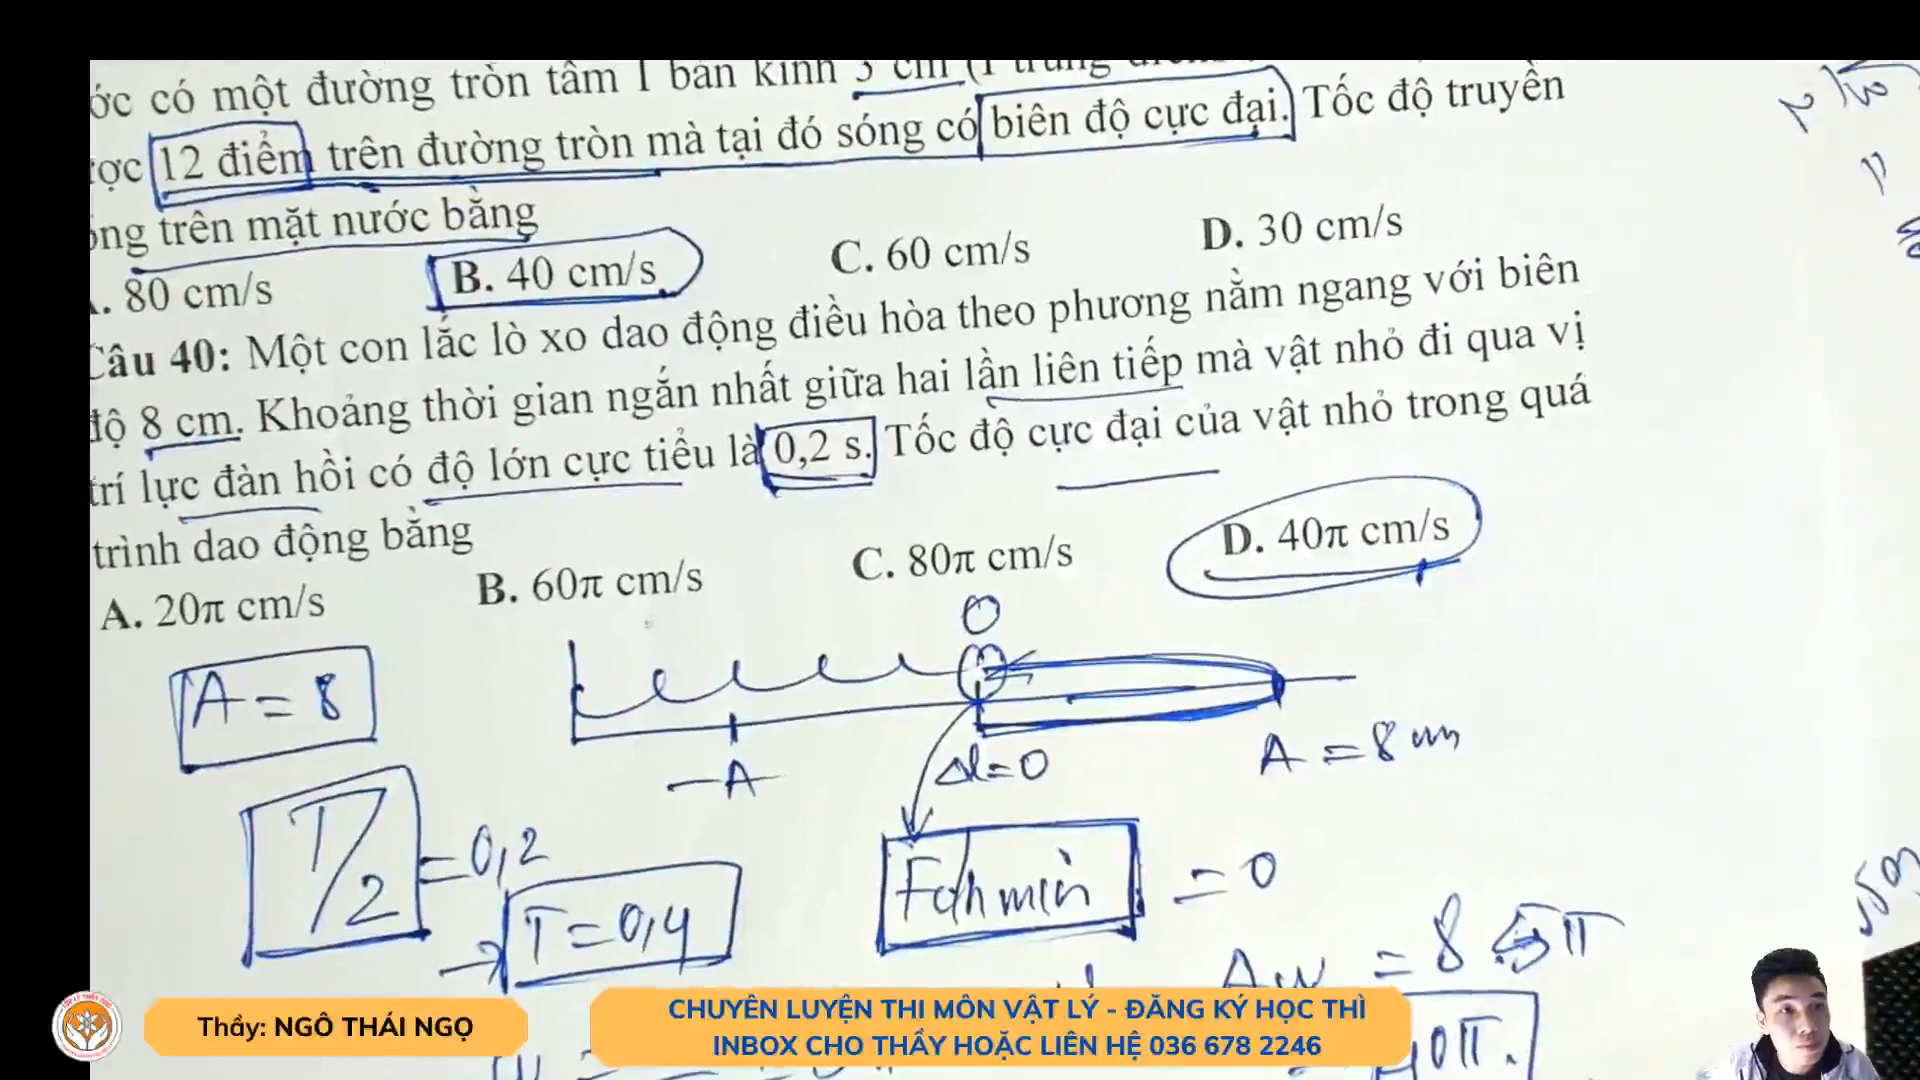 ớc có một đường tròn tâm I bán kính 3 cm (I trung
ợc 12 điểm trên đường tròn mà tại đó sóng có biên độ cực đại. Tốc độ truyền
óng trên mặt nước bằng
A. 80 cm/s B. 40 cm/s C. 60 cm/s D. 30 cm/s
Câu 40: Một con lắc lò xo dao động điều hòa theo phương nằm ngang với biên
độ 8 cm. Khoảng thời gian ngắn nhất giữa hai lần liên tiếp mà vật nhỏ đi qua vị
trí lực đàn hồi có độ lớn cực tiểu là 0,2 s. Tốc độ cực đại của vật nhỏ trong quá
trình dao động bằng
A. 20π cm/s B. 60π cm/s C. 80π cm/s D. 40π cm/s
O
A = 8
-A
Δl=0
A = 8 cm
T/2 = 0,2
→ T = 0,4
Fđh min = 0
Aω = 8.5π
40π.
Thầy: NGÔ THÁI NGỌ
CHUYÊN LUYỆN THI MÔN VẬT LÝ - ĐĂNG KÝ HỌC THÌ
INBOX CHO THẦY HOẶC LIÊN HỆ 036 678 2246